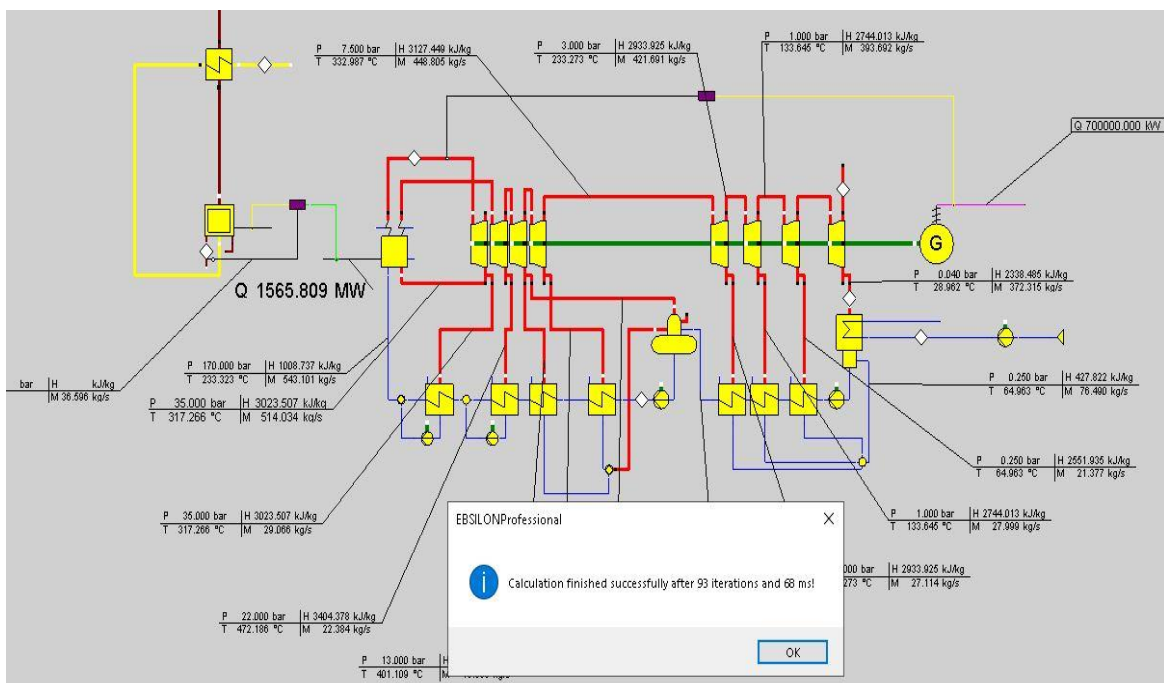 P 7.500 bar H 3127.449 kJ/kg
T 332.987 °C M 448.805 kg/s
P 3.000 bar H 2933.925 kJ/kg
T 233.273 °C M 421.691 kg/s
P 1.000 bar H 2744.013 kJ/kg
T 133.645 °C M 393.692 kg/s
Q 700000.000 kW
G
Q 1565.809 MW
P 0.040 bar H 2338.485 kJ/kg
T 28.962 °C M 372.315 kg/s
bar H kJ/kg
M 36.596 kg/s
P 170.000 bar H 1008.737 kJ/kg
T 233.323 °C M 543.101 kg/s
P 35.000 bar H 3023.507 kJ/kg
T 317.266 °C M 514.034 kg/s
P 0.250 bar H 427.822 kJ/kg
T 64.963 °C M 76.490 kg/s
P 0.250 bar H 2551.935 kJ/kg
T 64.963 °C M 21.377 kg/s
P 35.000 bar H 3023.507 kJ/kg
T 317.266 °C M 29.066 kg/s
P 1.000 bar H 2744.013 kJ/kg
T 133.645 °C M 27.999 kg/s
EBSILONProfessional
Calculation finished successfully after 93 iterations and 68 ms!
OK
000 bar H 2933.925 kJ/kg
273 °C M 27.114 kg/s
P 22.000 bar H 3404.378 kJ/kg
T 472.186 °C M 22.384 kg/s
P 13.000 bar H
T 401.109 °C M